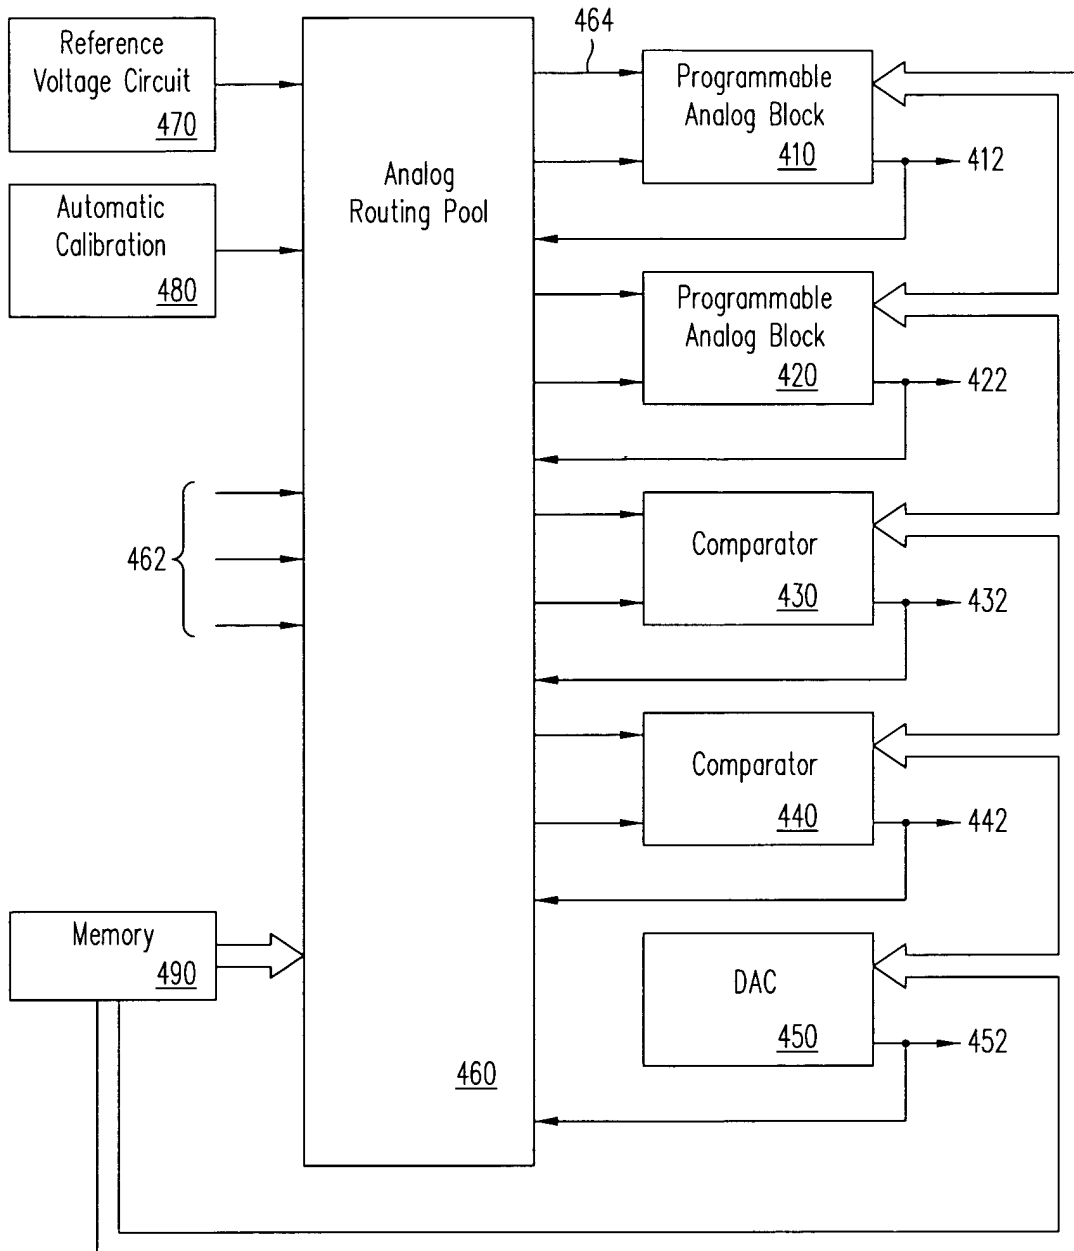 464
Reference
Voltage Circuit
470
Automatic
Calibration
480
462
Memory
490
Analog
Routing Pool
460
Programmable
Analog Block
410
412
Programmable
Analog Block
420
422
Comparator
430
432
Comparator
440
442
DAC
450
452